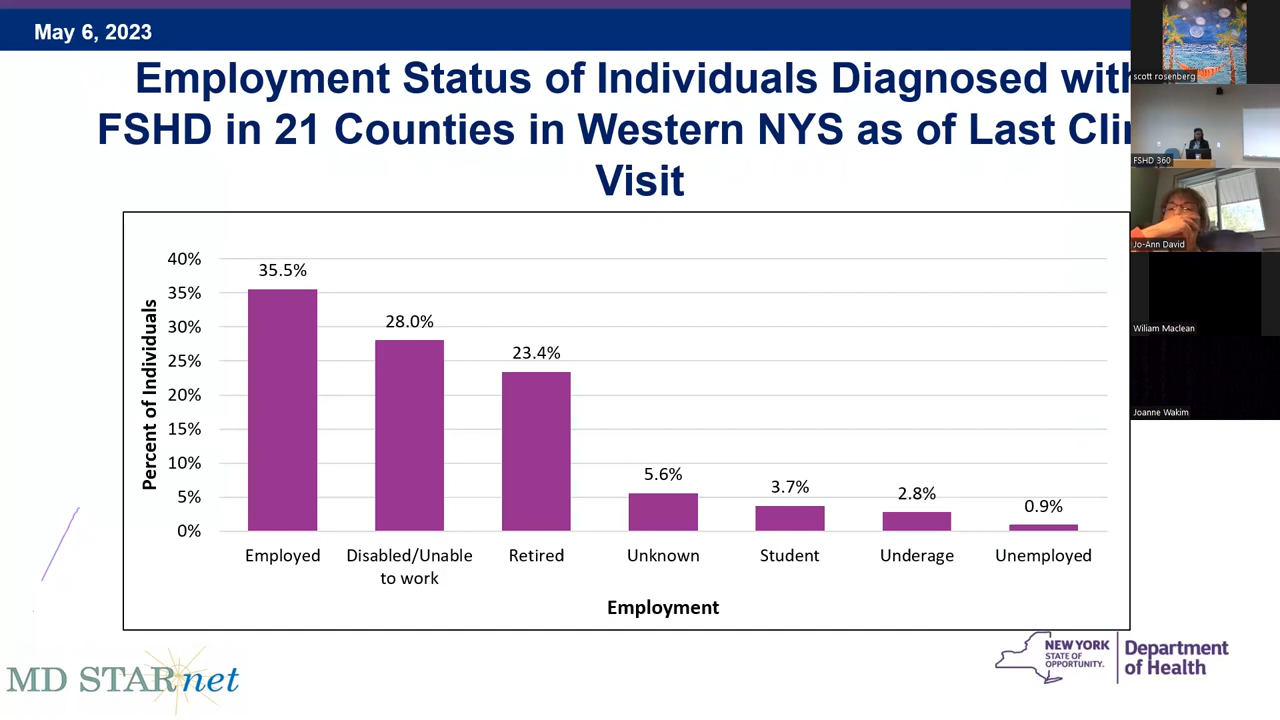 May 6, 2023
Employment Status of Individuals Diagnosed with
FSHD in 21 Counties in Western NYS as of Last Clin
Visit
scott rosenberg
FSHD 360
Jo-Ann David
Wiliam Maclean
Joanne Wakim
Percent of Individuals
40%
35%
30%
25%
20%
15%
10%
5%
0%
35.5%
28.0%
23.4%
5.6%
3.7%
2.8%
0.9%
Employed
Disabled/Unable
to work
Retired
Unknown
Student
Underage
Unemployed
Employment
MD STARnet
NEW YORK
STATE OF
OPPORTUNITY.
Department
of Health